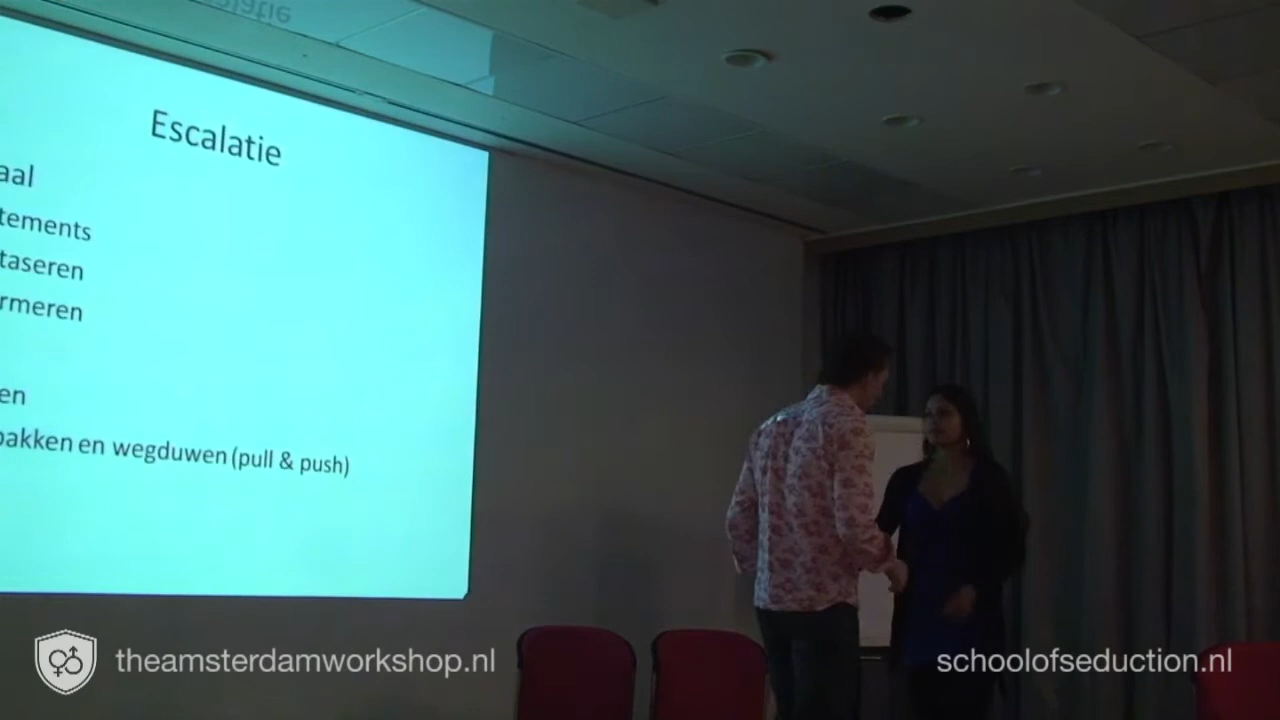 Escalatie
aal
tements
taseren
rmeren
en
pakken en wegduwen (pull & push)
theamsterdamworkshop.nl
schoolofseduction.nl